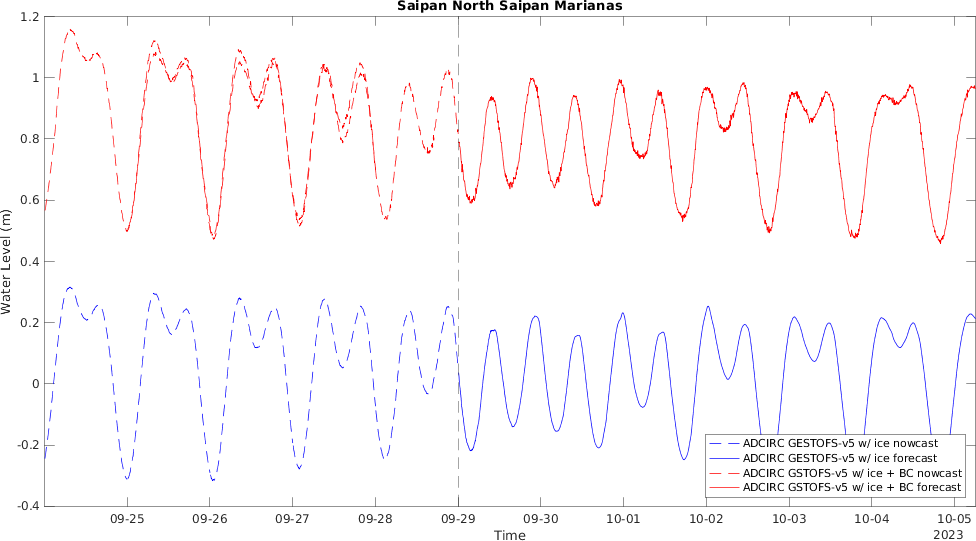 Saipan North Saipan Marianas
1.2
1
0.8
0.6
0.4
0.2
0
-0.2
-0.4
Water Level (m)
ADCIRC GESTOFS-v5 w/ ice nowcast
ADCIRC GESTOFS-v5 w/ ice forecast
ADCIRC GSTOFS-v5 w/ ice + BC nowcast
ADCIRC GSTOFS-v5 w/ ice + BC forecast
09-25 09-26 09-27 09-28 09-29 09-30 10-01 10-02 10-03 10-04 10-05
Time
2023